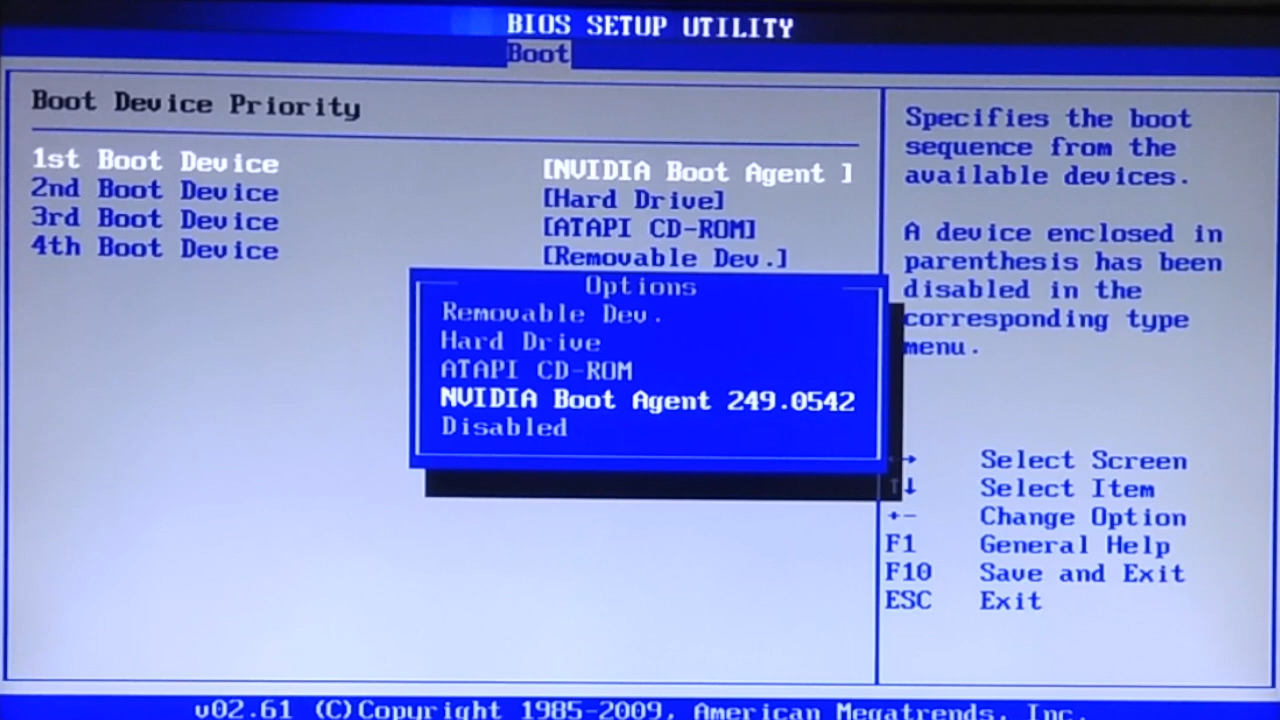 BIOS SETUP UTILITY
Boot
Boot Device Priority
1st Boot Device [NVIDIA Boot Agent ]
2nd Boot Device [Hard Drive]
3rd Boot Device [ATAPI CD-ROM]
4th Boot Device [Removable Dev.]
Options
Removable Dev.
Hard Drive
ATAPI CD-ROM
NVIDIA Boot Agent 249.0542
Disabled
Specifies the boot
sequence from the
available devices.
A device enclosed in
parenthesis has been
disabled in the
corresponding type
menu.
→ Select Screen
↑↓ Select Item
+- Change Option
F1 General Help
F10 Save and Exit
ESC Exit
v02.61 (C)Copyright 1985-2009, American Megatrends, Inc.